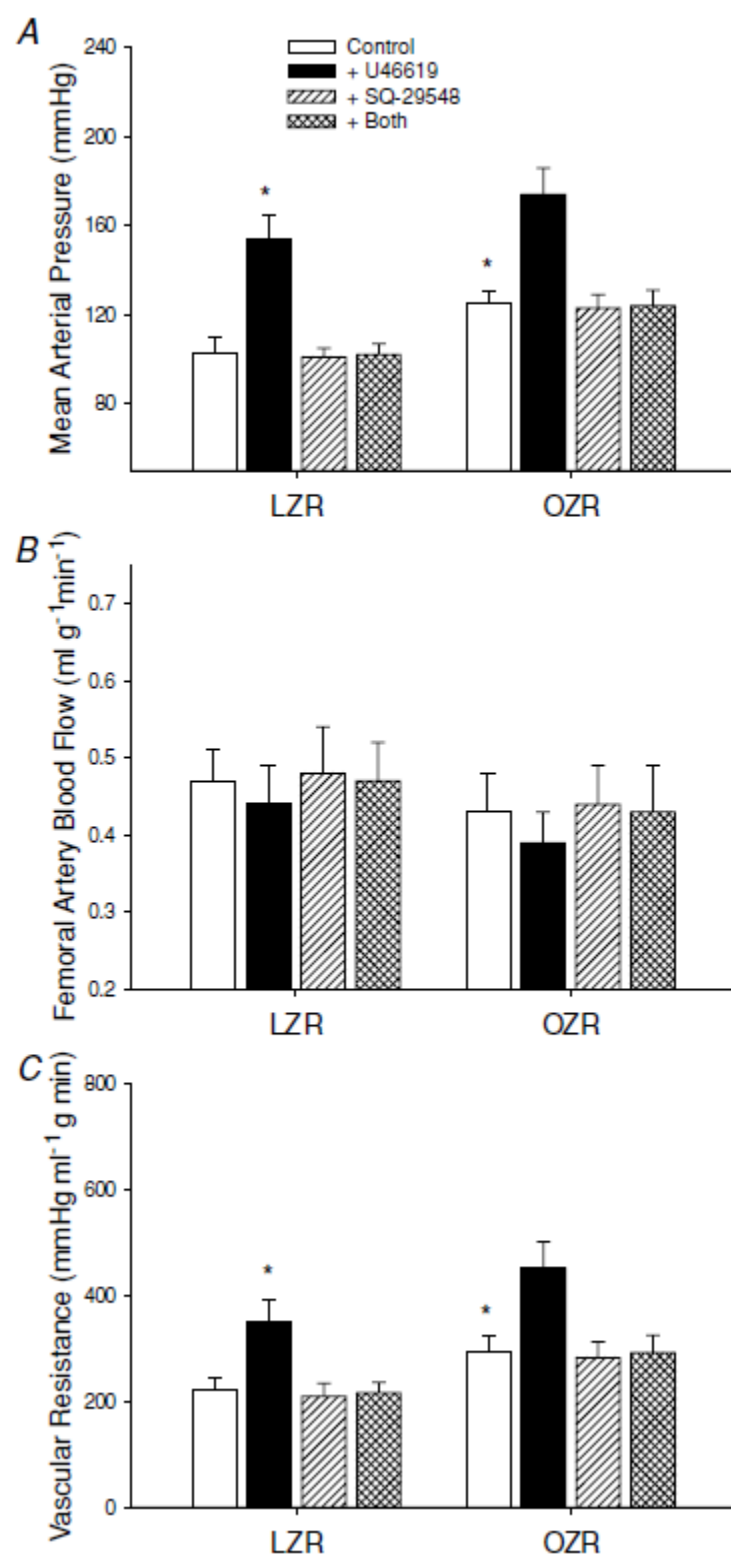 A
Mean Arterial Pressure (mmHg)
240
200
160
120
80
Control
+ U46619
+ SQ-29548
+ Both
*
*
LZR
OZR
B
Femoral Artery Blood Flow (ml g⁻¹min⁻¹)
0.7
0.6
0.5
0.4
0.3
0.2
LZR
OZR
C
Vascular Resistance (mmHg ml⁻¹ g min)
800
600
400
200
0
*
*
LZR
OZR